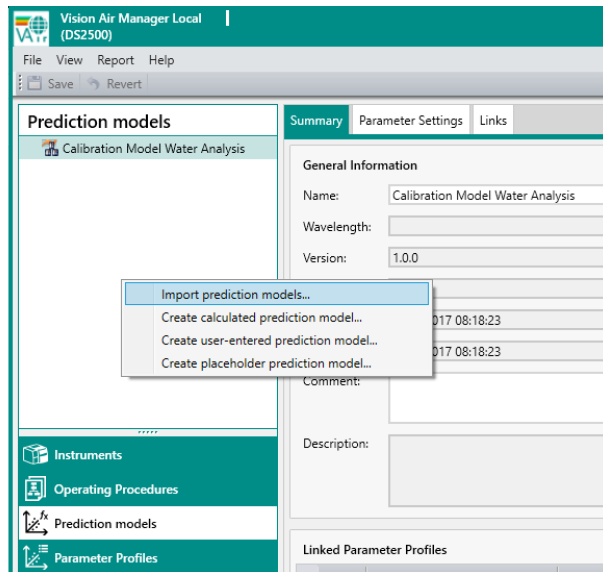 Vision Air Manager Local
(DS2500)
File View Report Help
Save Revert
Prediction models
Calibration Model Water Analysis
Summary Parameter Settings Links
General Information
Name: Calibration Model Water Analysis
Wavelength:
Version: 1.0.0
Import prediction models...
Create calculated prediction model... 017 08:18:23
Create user-entered prediction model...
017 08:18:23
Create placeholder prediction model...
Comment:
Description:
Instruments
Operating Procedures
Prediction models
Parameter Profiles
Linked Parameter Profiles